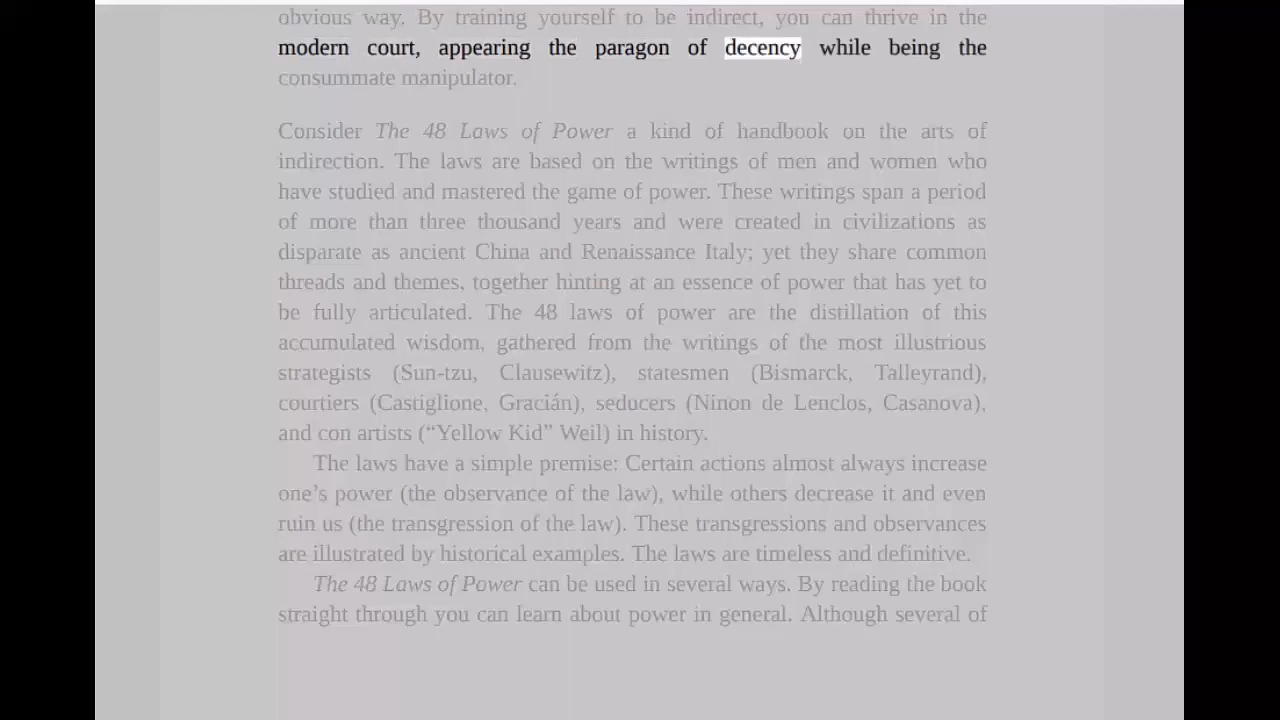 obvious way. By training yourself to be indirect, you can thrive in the
modern court, appearing the paragon of decency while being the
consummate manipulator.
Consider The 48 Laws of Power a kind of handbook on the arts of
indirection. The laws are based on the writings of men and women who
have studied and mastered the game of power. These writings span a period
of more than three thousand years and were created in civilizations as
disparate as ancient China and Renaissance Italy; yet they share common
threads and themes, together hinting at an essence of power that has yet to
be fully articulated. The 48 laws of power are the distillation of this
accumulated wisdom, gathered from the writings of the most illustrious
strategists (Sun-tzu, Clausewitz), statesmen (Bismarck, Talleyrand),
courtiers (Castiglione, Gracián), seducers (Ninon de Lenclos, Casanova),
and con artists (“Yellow Kid” Weil) in history.
The laws have a simple premise: Certain actions almost always increase
one’s power (the observance of the law), while others decrease it and even
ruin us (the transgression of the law). These transgressions and observances
are illustrated by historical examples. The laws are timeless and definitive.
The 48 Laws of Power can be used in several ways. By reading the book
straight through you can learn about power in general. Although several of